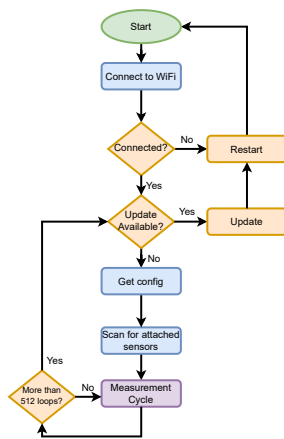 Start
Connect to WiFi
Connected?
No
Restart
Yes
Update
Available?
Yes
Update
No
Get config
Scan for attached
sensors
Yes
More than
512 loops?
No
Measurement
Cycle